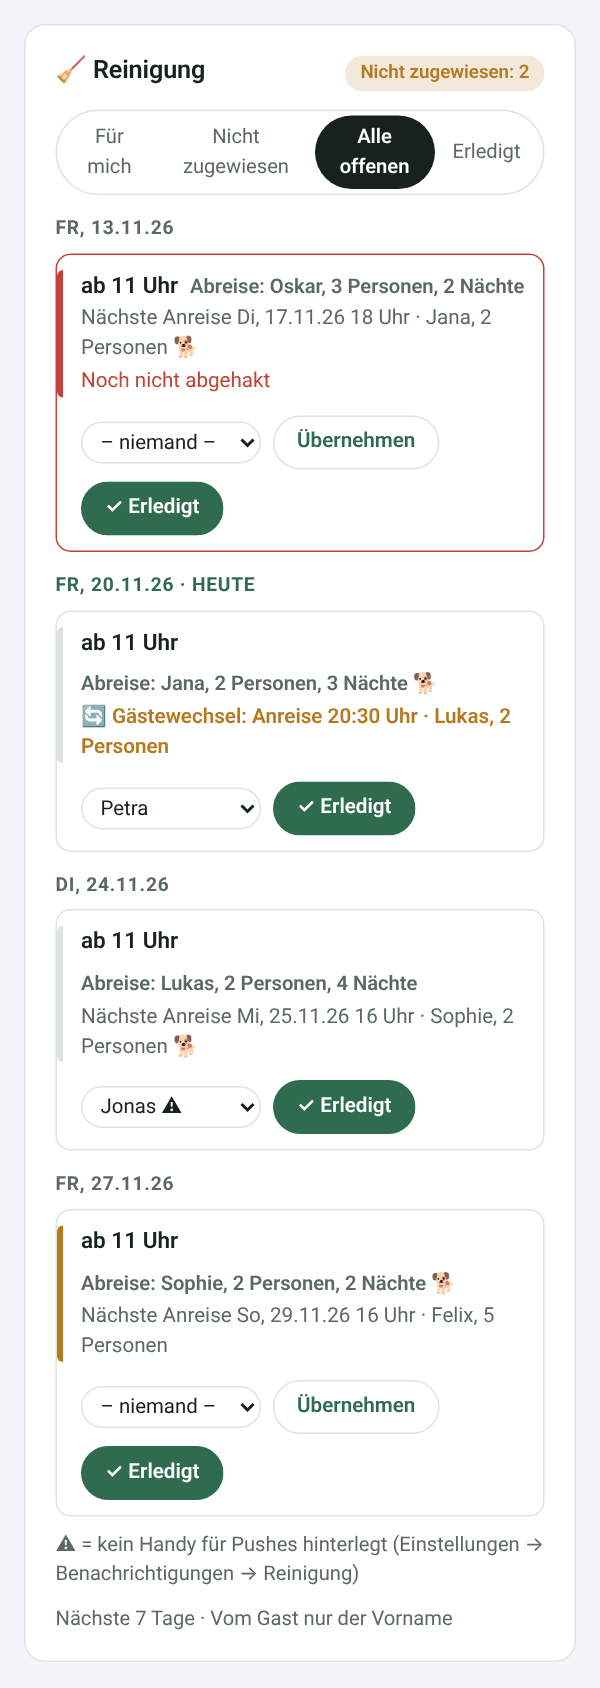 🧹 Reinigung
Nicht zugewiesen: 2
Für mich
Nicht zugewiesen
Alle offenen
Erledigt
FR, 13.11.26
ab 11 Uhr Abreise: Oskar, 3 Personen, 2 Nächte
Nächste Anreise Di, 17.11.26 18 Uhr · Jana, 2
Personen 🐕
Noch nicht abgehakt
– niemand –
Übernehmen
✓ Erledigt
FR, 20.11.26 · HEUTE
ab 11 Uhr
Abreise: Jana, 2 Personen, 3 Nächte 🐕
🔄 Gästewechsel: Anreise 20:30 Uhr · Lukas, 2
Personen
Petra
✓ Erledigt
DI, 24.11.26
ab 11 Uhr
Abreise: Lukas, 2 Personen, 4 Nächte
Nächste Anreise Mi, 25.11.26 16 Uhr · Sophie, 2
Personen 🐕
Jonas ⚠
✓ Erledigt
FR, 27.11.26
ab 11 Uhr
Abreise: Sophie, 2 Personen, 2 Nächte 🐕
Nächste Anreise So, 29.11.26 16 Uhr · Felix, 5
Personen
– niemand –
Übernehmen
✓ Erledigt
⚠ = kein Handy für Pushes hinterlegt (Einstellungen →
Benachrichtigungen → Reinigung)
Nächste 7 Tage · Vom Gast nur der Vorname